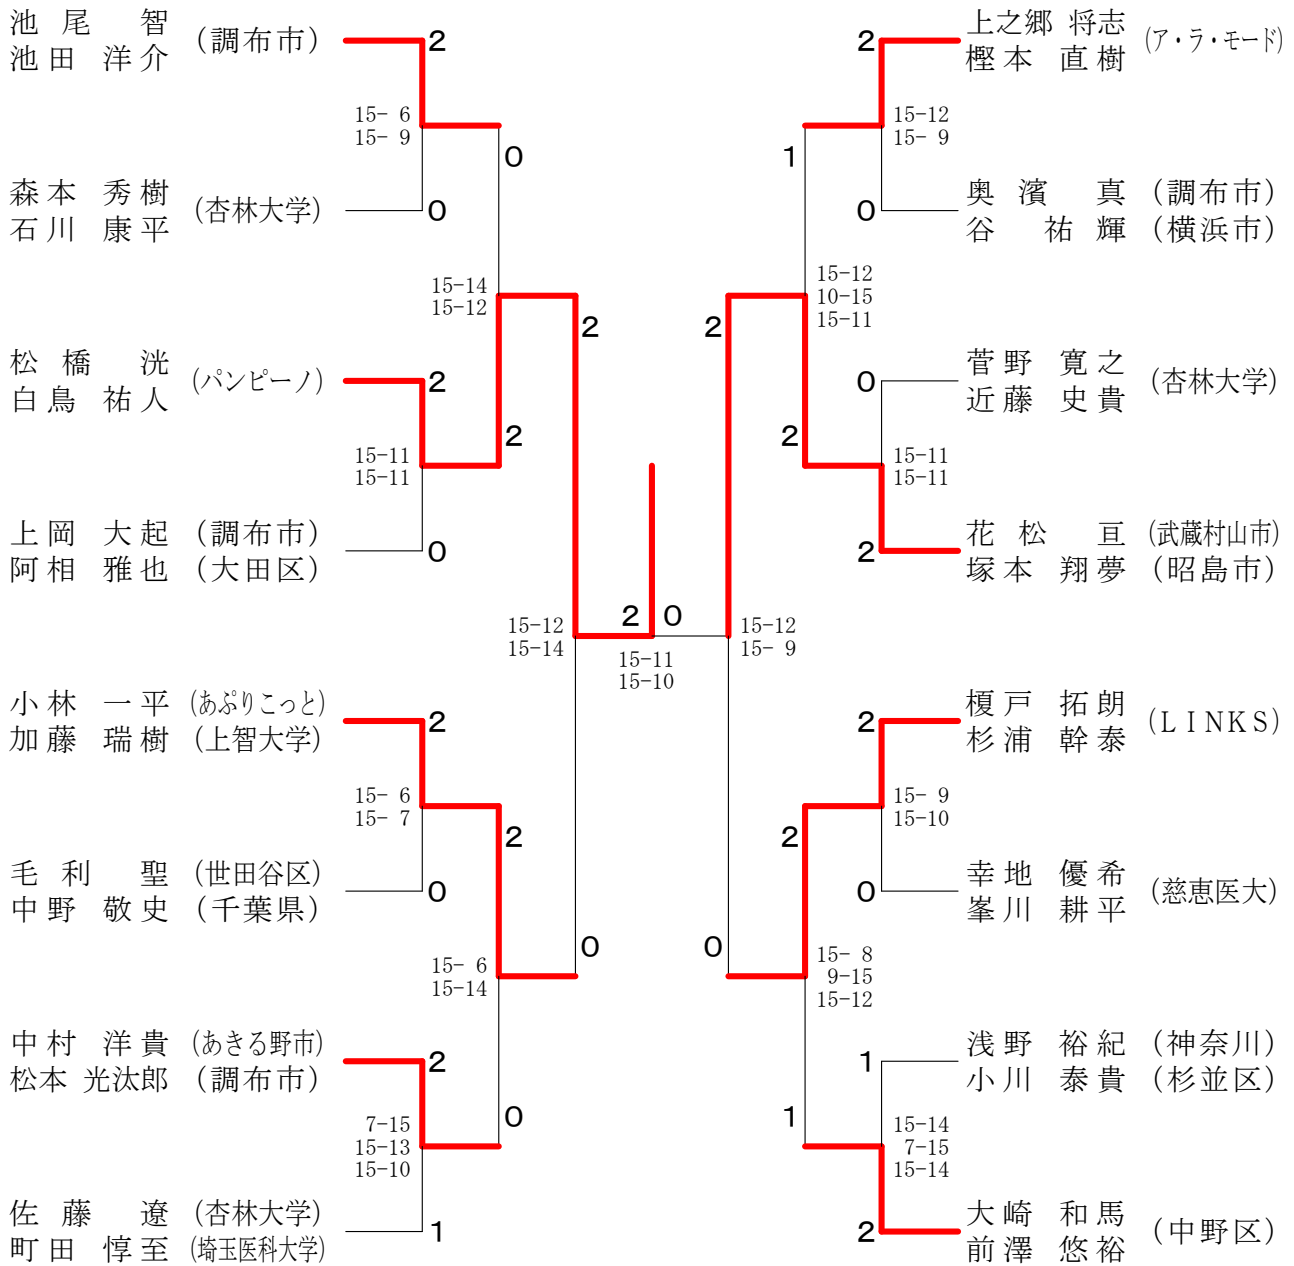 池尾 智 (調布市)
池田 洋介
2
15- 6
15- 9
0
森本 秀樹 (杏林大学)
石川 康平
0
15-14
15-12
2
松橋 洸 (パンピーノ)
白鳥 祐人
2
2
15-11
15-11
上岡 大起 (調布市)
阿相 雅也 (大田区)
0
15-12
15-14
2 0
15-11
15-10
小林 一平 (あぷりこっと)
加藤 瑞樹 (上智大学)
2
15- 6
15- 7
2
毛利 聖 (世田谷区)
中野 敬史 (千葉県)
0
15- 6
15-14
0
中村 洋貴 (あきる野市)
松本 光汰郎 (調布市)
2
7-15
15-13
15-10
0
佐藤 遼 (杏林大学)
町田 惇至 (埼玉医科大学)
1
上之郷 将志 (ア・ラ・モード)
樫本 直樹
2
15-12
15- 9
1
奥濱 真 (調布市)
谷 祐輝 (横浜市)
0
15-12
10-15
15-11
2
菅野 寛之 (杏林大学)
近藤 史貴
0
2
15-11
15-11
花松 亘 (武蔵村山市)
塚本 翔夢 (昭島市)
2
15-12
15- 9
榎戸 拓朗 (LINKS)
杉浦 幹泰
2
15- 9
15-10
2
幸地 優希 (慈恵医大)
峯川 耕平
0
0
15- 8
9-15
15-12
浅野 裕紀 (神奈川)
小川 泰貴 (杉並区)
1
1
15-14
7-15
15-14
大崎 和馬 (中野区)
前澤 悠裕
2